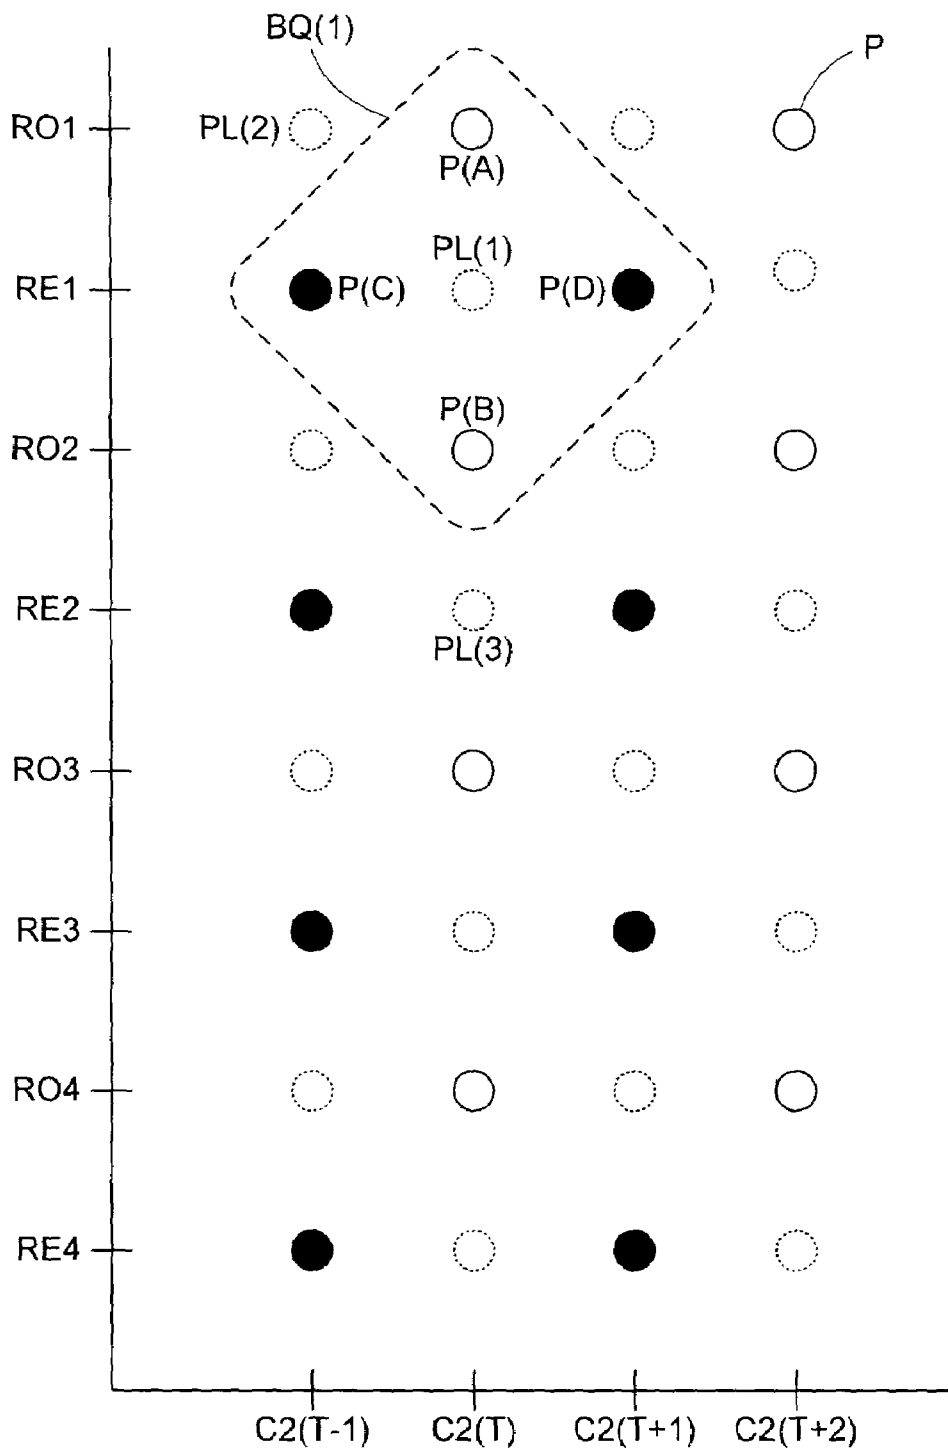 BQ(1)
P
RO1
PL(2)
P(A)
PL(1)
RE1
P(C)
P(D)
P(B)
RO2
RE2
PL(3)
RO3
RE3
RO4
RE4
C2(T-1) C2(T) C2(T+1) C2(T+2)